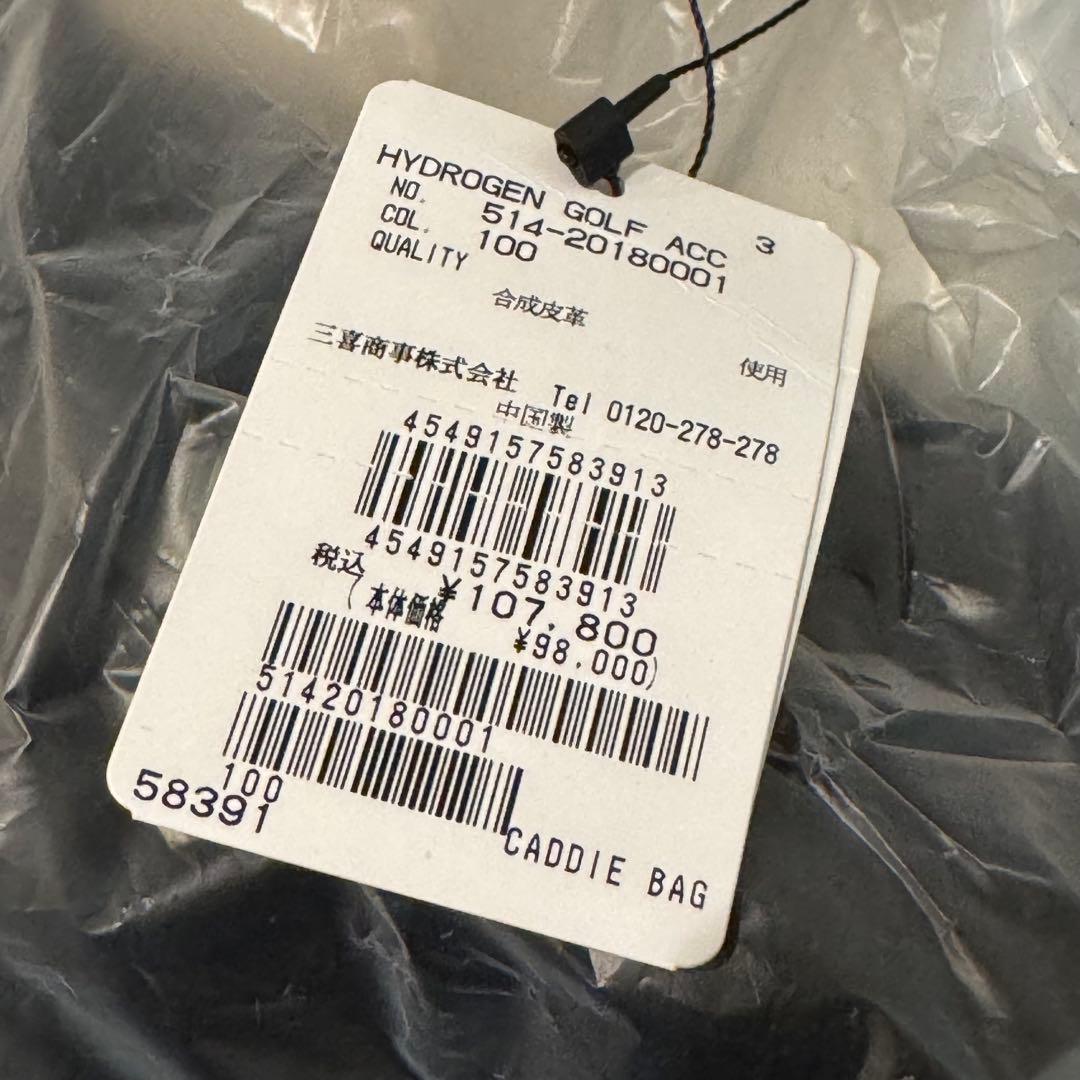 HYDROGEN GOLF ACC 3
NO. 514-20180001
COL. 100
QUALITY
合成皮革
使用
三喜商事株式会社 Tel 0120-278-278
中国製
4549157583913
4549157583913
税込 ¥107,800
(本体価格 ¥98,000)
51420180001
100
58391 CADDIE BAG